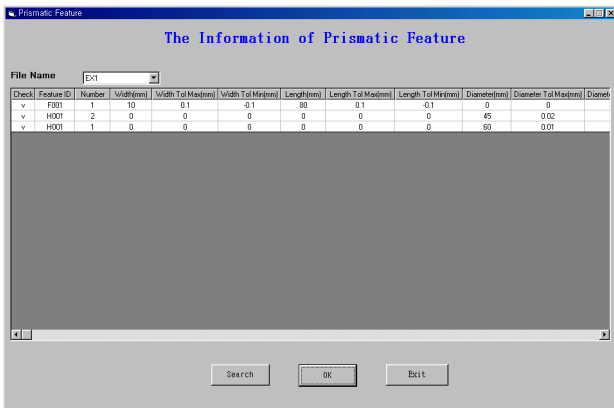 Prismatic Feature
The Information of Prismatic Feature
File Name EX1
Check Feature ID Number Width(mm) Width Tol Max(mm) Width Tol Min(mm) Length(mm) Length Tol Max(mm) Length Tol Min(mm) Diameter(mm) Diameter Tol Max(mm) Diamete
v F001 1 10 0.1 -0.1 80 0.1 -0.1 0 0
v H001 2 0 0 0 0 0 0 45 0.02
v H001 1 0 0 0 0 0 0 60 0.01
Search OK Exit